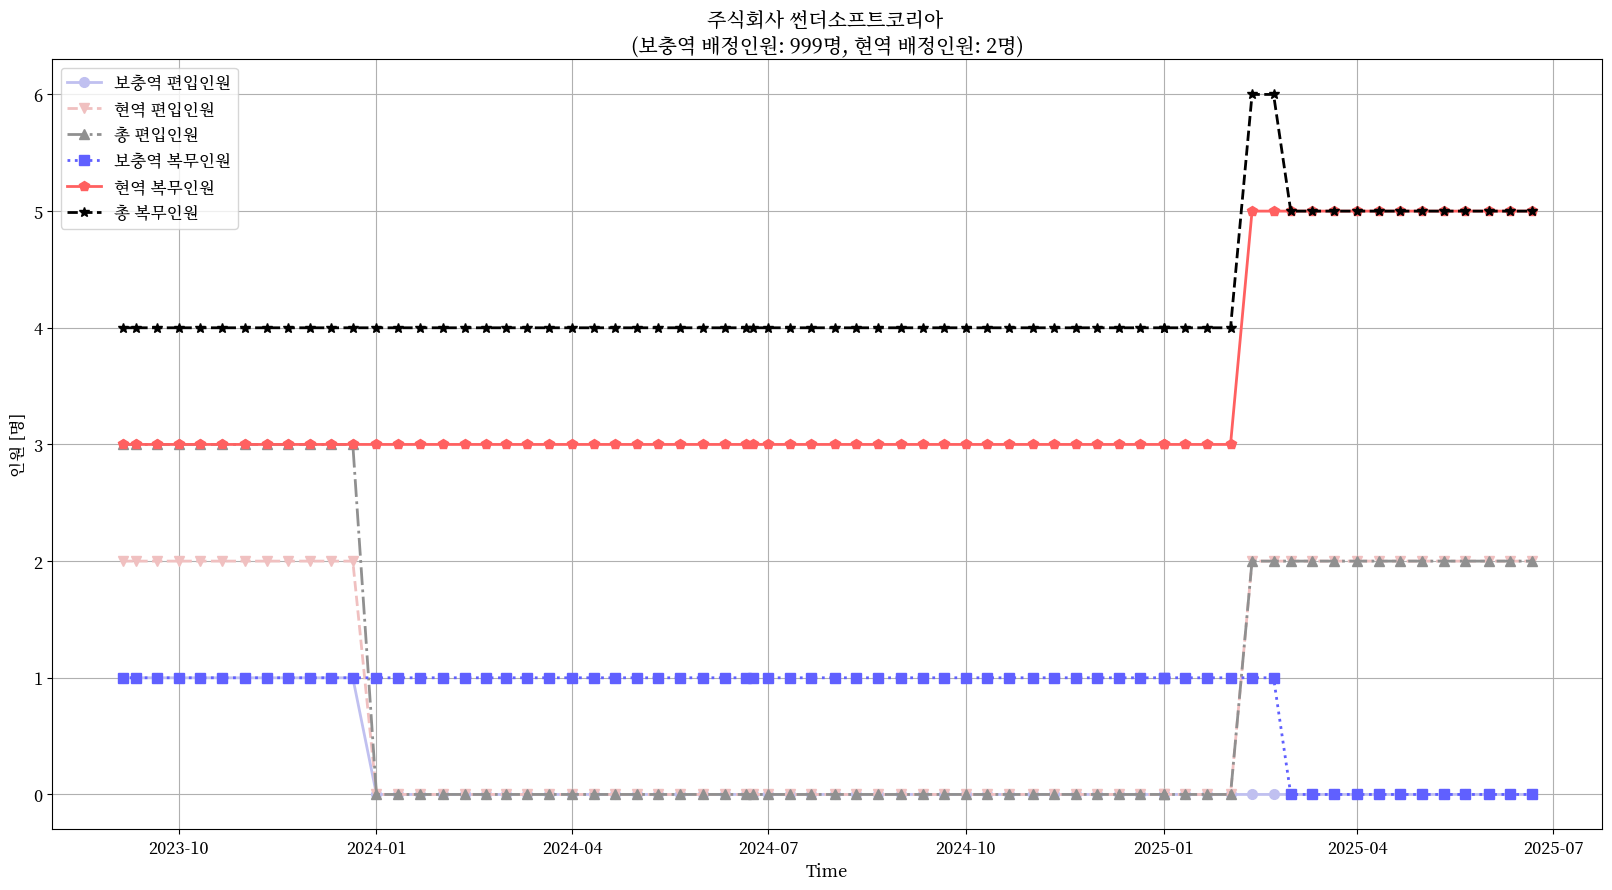 주식회사 썬더소프트코리아
(보충역 배정인원: 999명, 현역 배정인원: 2명)
보충역 편입인원
현역 편입인원
총 편입인원
보충역 복무인원
현역 복무인원
총 복무인원
6
5
4
3
2
1
0
인원 [명]
2023-10
2024-01
2024-04
2024-07
2024-10
2025-01
2025-04
2025-07
Time